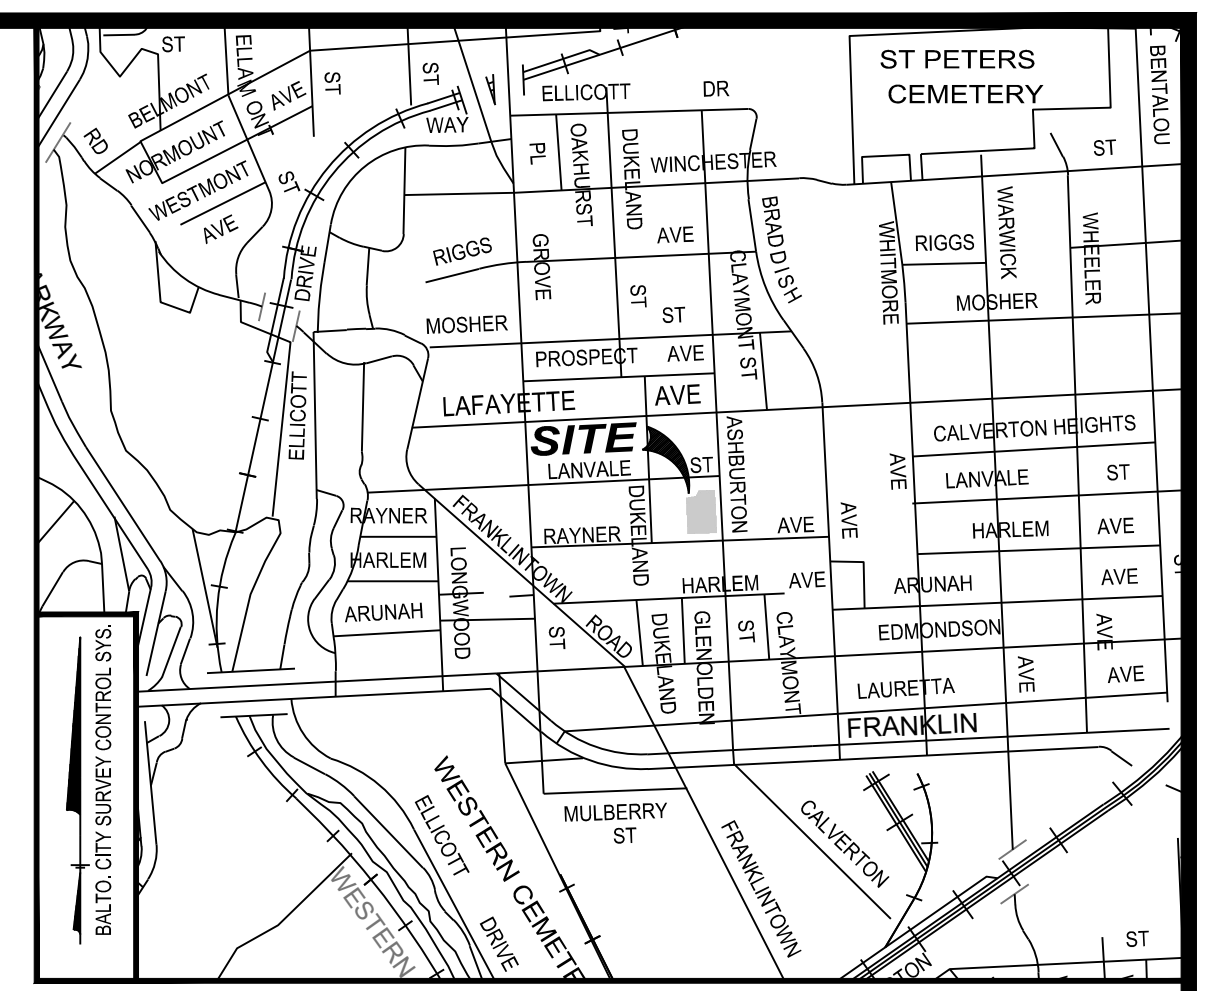 ST
ELLAMONT
ST
ST
BELMONT
AVE
RD
NORMOUNT
WESTMONT
ST
AVE
WAY
DRIVE
ELLICOTT
ELLICOTT
DR
PL
OAKHURST
DUKELAND
WINCHESTER
ST PETERS
CEMETERY
BENTALOU
ST
RIGGS
GROVE
AVE
BRADDISH
WHITMORE
RIGGS
WARWICK
WHEELER
CLAYMONT ST
ST
ST
MOSHER
MOSHER
PROSPECT
AVE
LAFAYETTE
AVE
SITE
LANVALE
ST
ASHBURTON
CALVERTON HEIGHTS
AVE
LANVALE
ST
RAYNER
FRANKLINTOWN
ROAD
DUKELAND
RAYNER
AVE
AVE
HARLEM
AVE
HARLEM
LONGWOOD
HARLEM
AVE
ARUNAH
AVE
ARUNAH
ST
DUKELAND
GLENOLDEN
ST
CLAYMONT
EDMONDSON
AVE
AVE
LAURETTA
AVE
FRANKLIN
MULBERRY
ST
CALVERTON
FRANKLINTOWN
WESTERN CEMETE
ELLICOTT
DRIVE
WESTERN
TON
ST
ARKWAY
BALTO. CITY SURVEY CONTROL SYS.